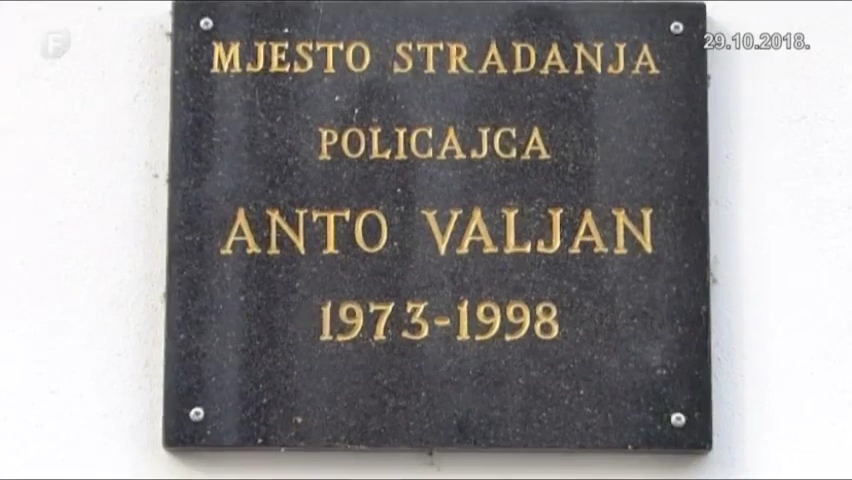 F
29.10.2018.
MJESTO STRADANJA
POLICAJCA
ANTO VALJAN
1973-1998